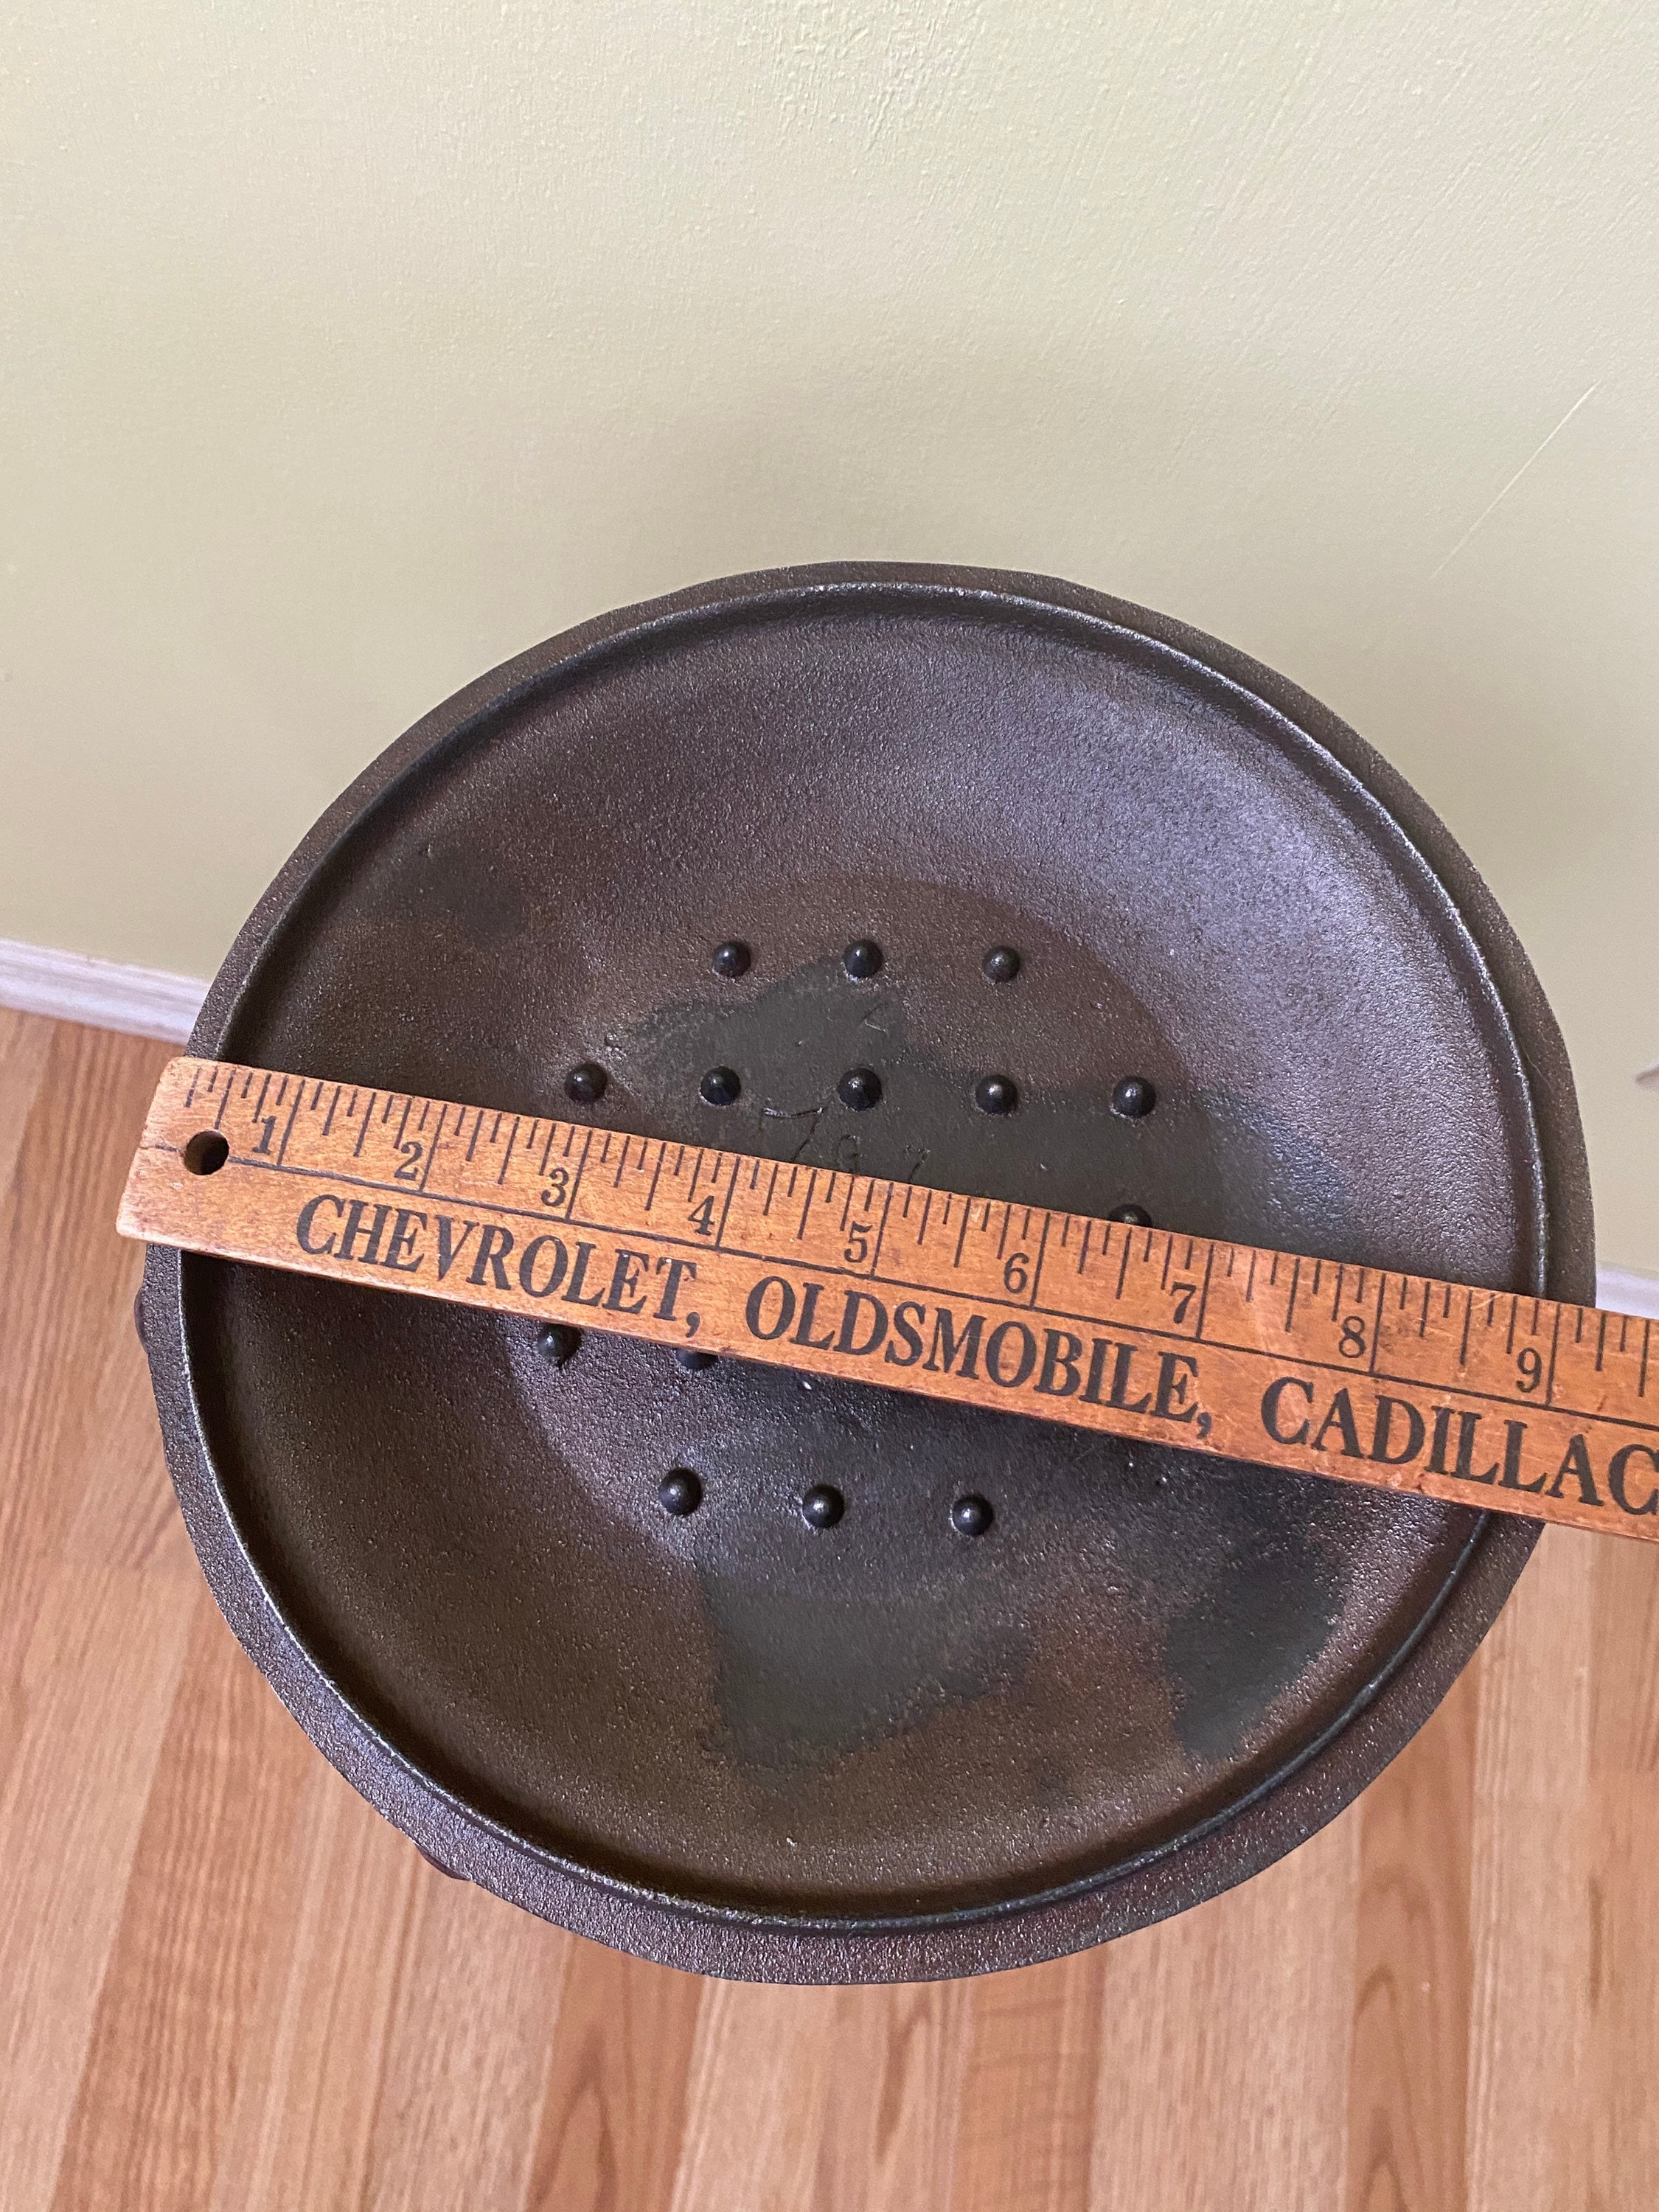 1 2 3 4 5 6 7 8 9
CHEVROLET, OLDSMOBILE, CADILLAC